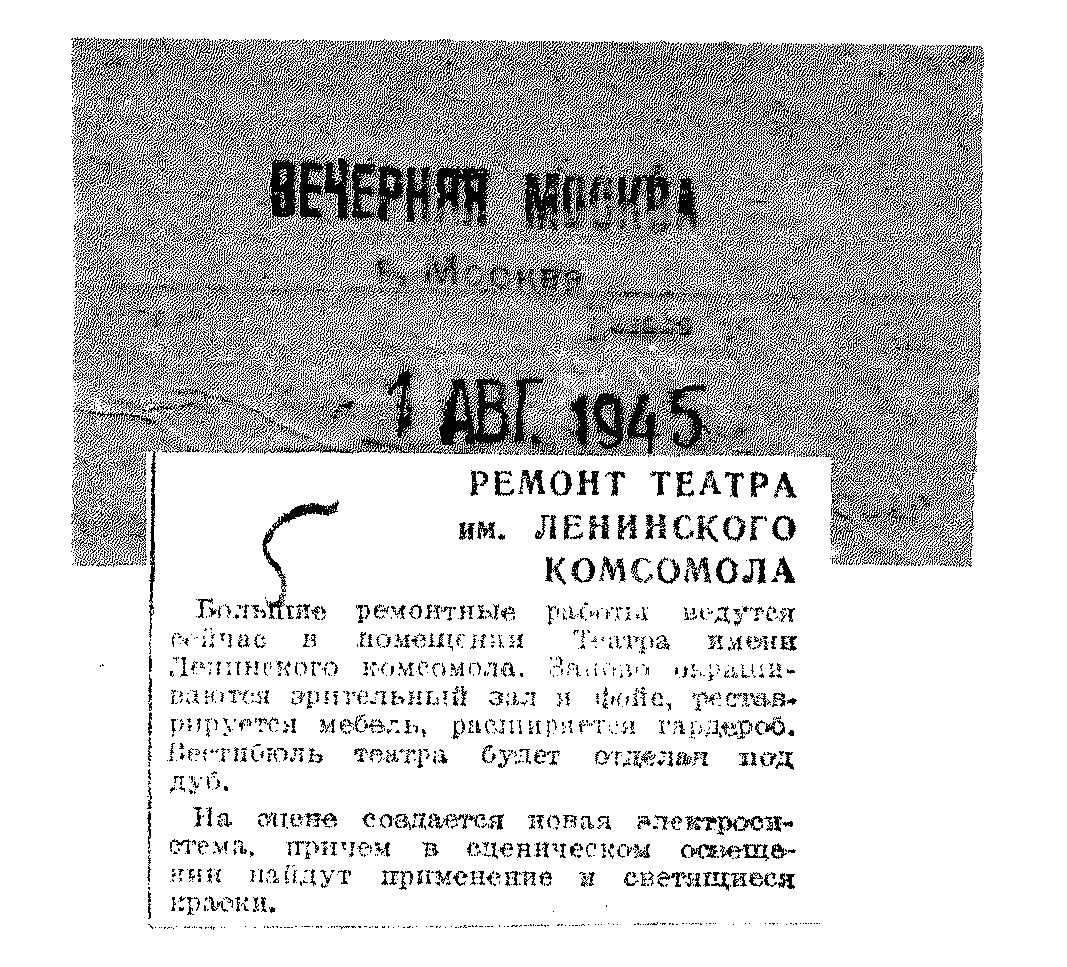 ВЕЧЕРНЯЯ МОСКВА
г. Москва
1 АВГ. 1945
РЕМОНТ ТЕАТРА
им. ЛЕНИНСКОГО
КОМСОМОЛА
Большие ремонтные работы ведутся
сейчас в помещении Театра имени
Ленинского комсомола. Заново окраши-
ваются зрительный зал и фойе, рестав-
рируется мебель, расширяется гардероб.
Вестибюль театра будет отделан под
дуб.
На сцене создается новая электроси-
стема, причем в сценическом освеще-
нии найдут применение и светящиеся
краски.